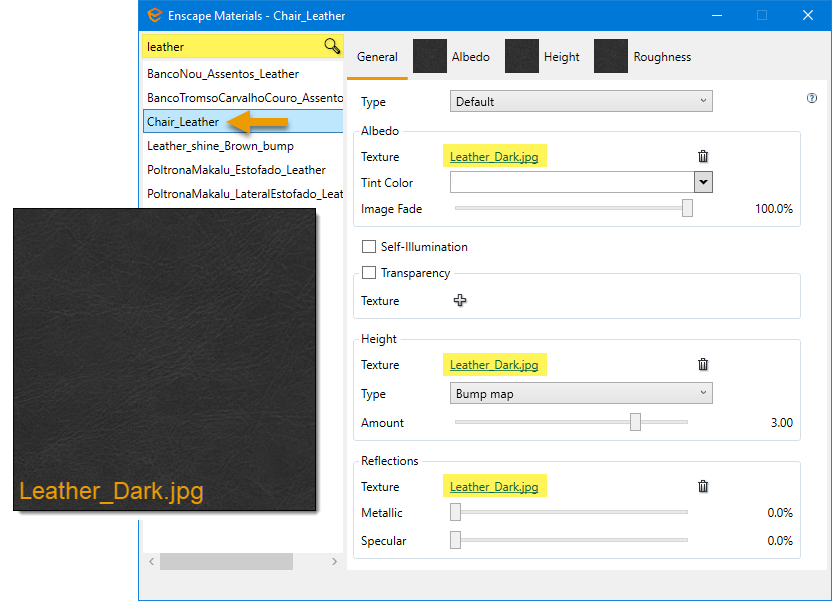 Enscape Materials - Chair_Leather
leather
General
Albedo
Height
Roughness
BancoNou_Assentos_Leather
BancoTromsoCarvalhoCouro_Assento
Chair_Leather
Leather_shine_Brown_bump
PoltronaMakalu_Estofado_Leather
PoltronaMakalu_LateralEstofado_Leat
Leather_Dark.jpg
Type
Default
?
Albedo
Texture
Leather_Dark.jpg
Tint Color
Image Fade
100.0%
Self-Illumination
Transparency
Texture
Height
Texture
Leather_Dark.jpg
Type
Bump map
Amount
3.00
Reflections
Texture
Leather_Dark.jpg
Metallic
0.0%
Specular
0.0%